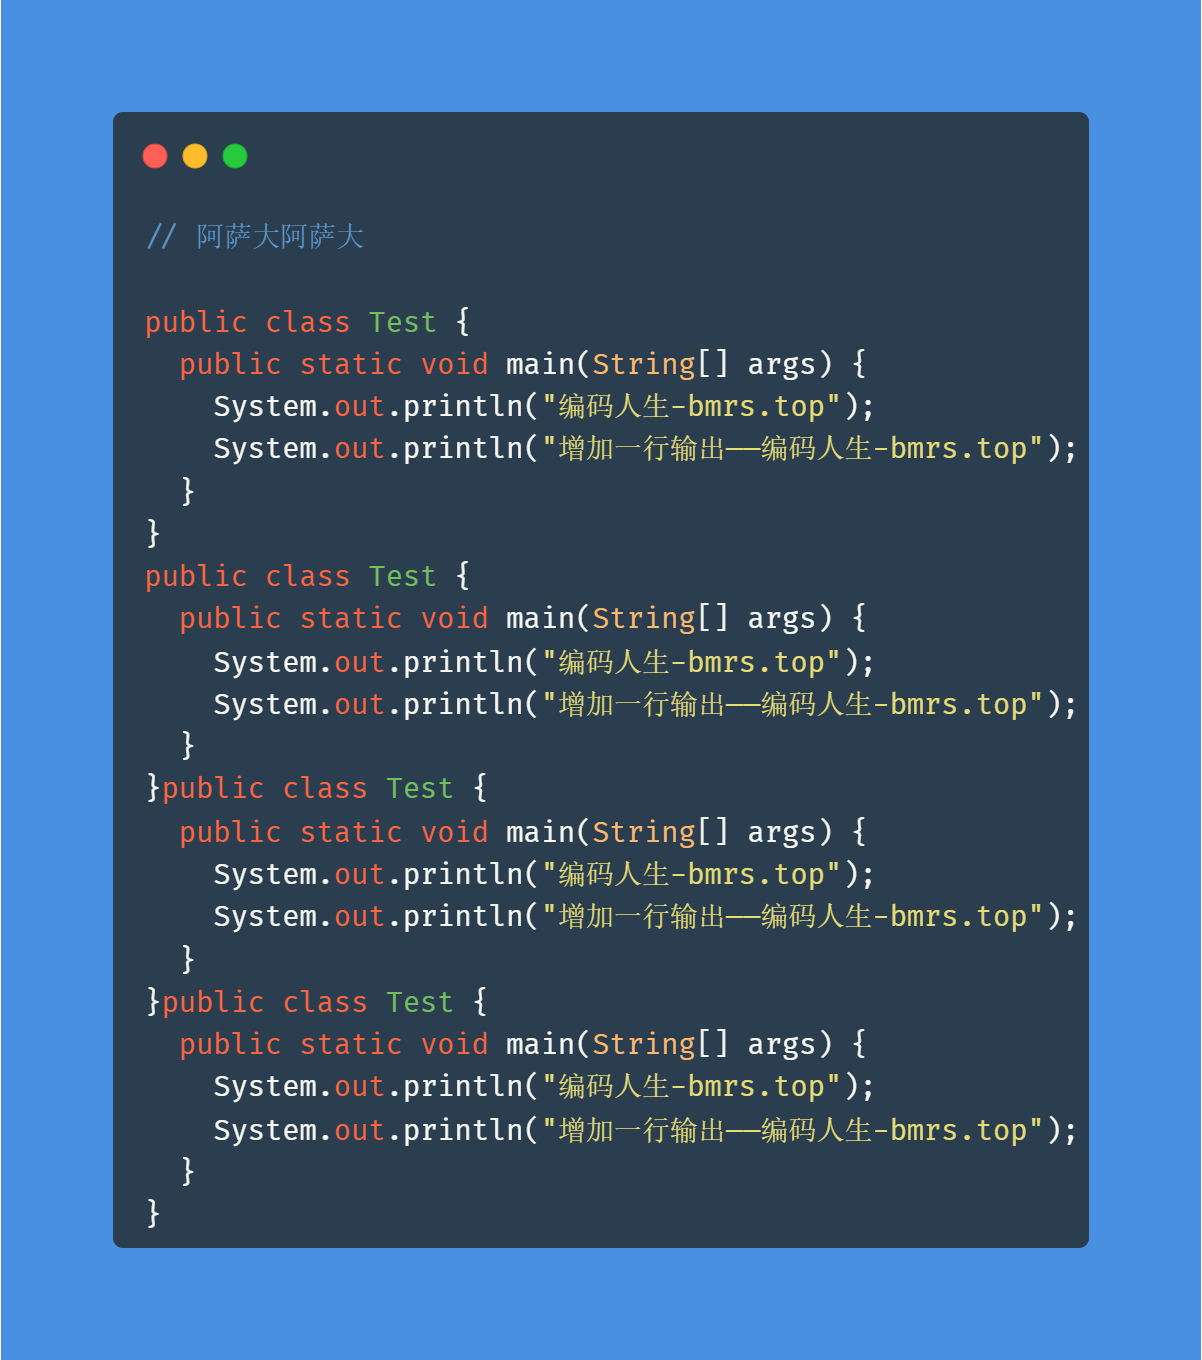 // 阿萨大阿萨大
public class Test {
  public static void main(String[] args) {
    System.out.println("编码人生-bmrs.top");
    System.out.println("增加一行输出——编码人生-bmrs.top");
  }
}
public class Test {
  public static void main(String[] args) {
    System.out.println("编码人生-bmrs.top");
    System.out.println("增加一行输出——编码人生-bmrs.top");
  }
}public class Test {
  public static void main(String[] args) {
    System.out.println("编码人生-bmrs.top");
    System.out.println("增加一行输出——编码人生-bmrs.top");
  }
}public class Test {
  public static void main(String[] args) {
    System.out.println("编码人生-bmrs.top");
    System.out.println("增加一行输出——编码人生-bmrs.top");
  }
}